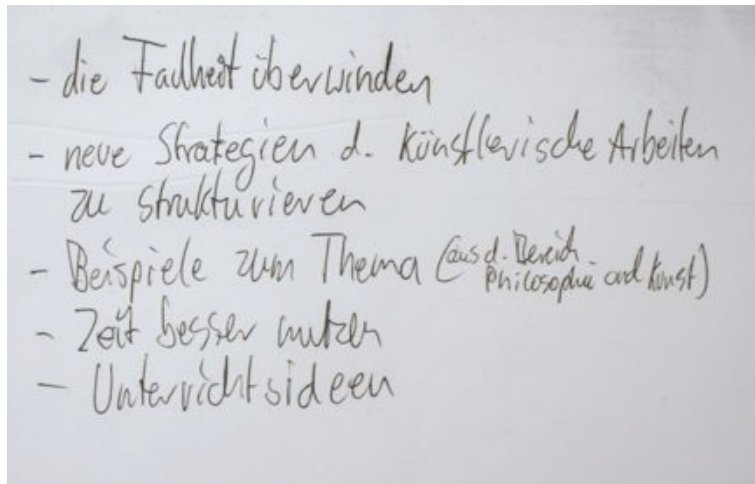 - die Fadheit überwinden
- neue Strategien d. künstlerische Arbeiten
zu strukturieren
- Beispiele zum Thema (aus d. Bereich
Philosophie und Kunst)
- Zeit besser nutzen
- Unterrichtsideen